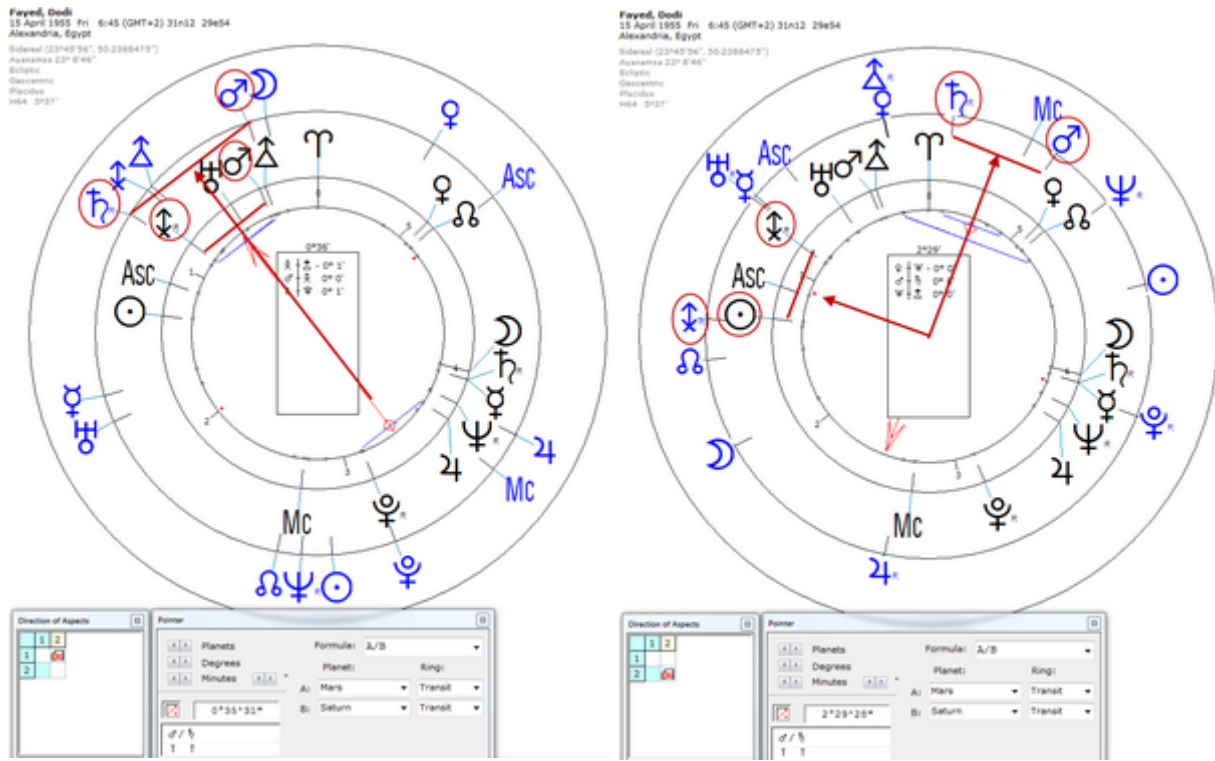 Fayed, Dodi
15 April 1955 Fri 6:45 (GMT+2) 31n12 29e54
Alexandria, Egypt
Sidereal (23°45'56", 50.2388475")
Ayanamsa 23° 8'46"
Ecliptic
Geocentric
Placidus
H64 5°37'
Asc
Asc
Mc
Mc
0°36'
- 0° 1'
0° 0'
0° 1'
Direction of Aspects
1 2
1
2
Pointer
Planets
Degrees
Minutes
Formula: A/B
Planet: Ring:
A: Mars Transit
B: Saturn Transit
0°35'31"
Fayed, Dodi
15 April 1955 Fri 6:45 (GMT+2) 31n12 29e54
Alexandria, Egypt
Sidereal (23°45'56", 50.2388475")
Ayanamsa 23° 8'46"
Ecliptic
Geocentric
Placidus
H64 5°37'
Mc
Asc
Asc
Mc
2°29'
Direction of Aspects
1 2
1
2
Pointer
Planets
Degrees
Minutes
Formula: A/B
Planet: Ring:
A: Mars Transit
B: Saturn Transit
2°29'28"